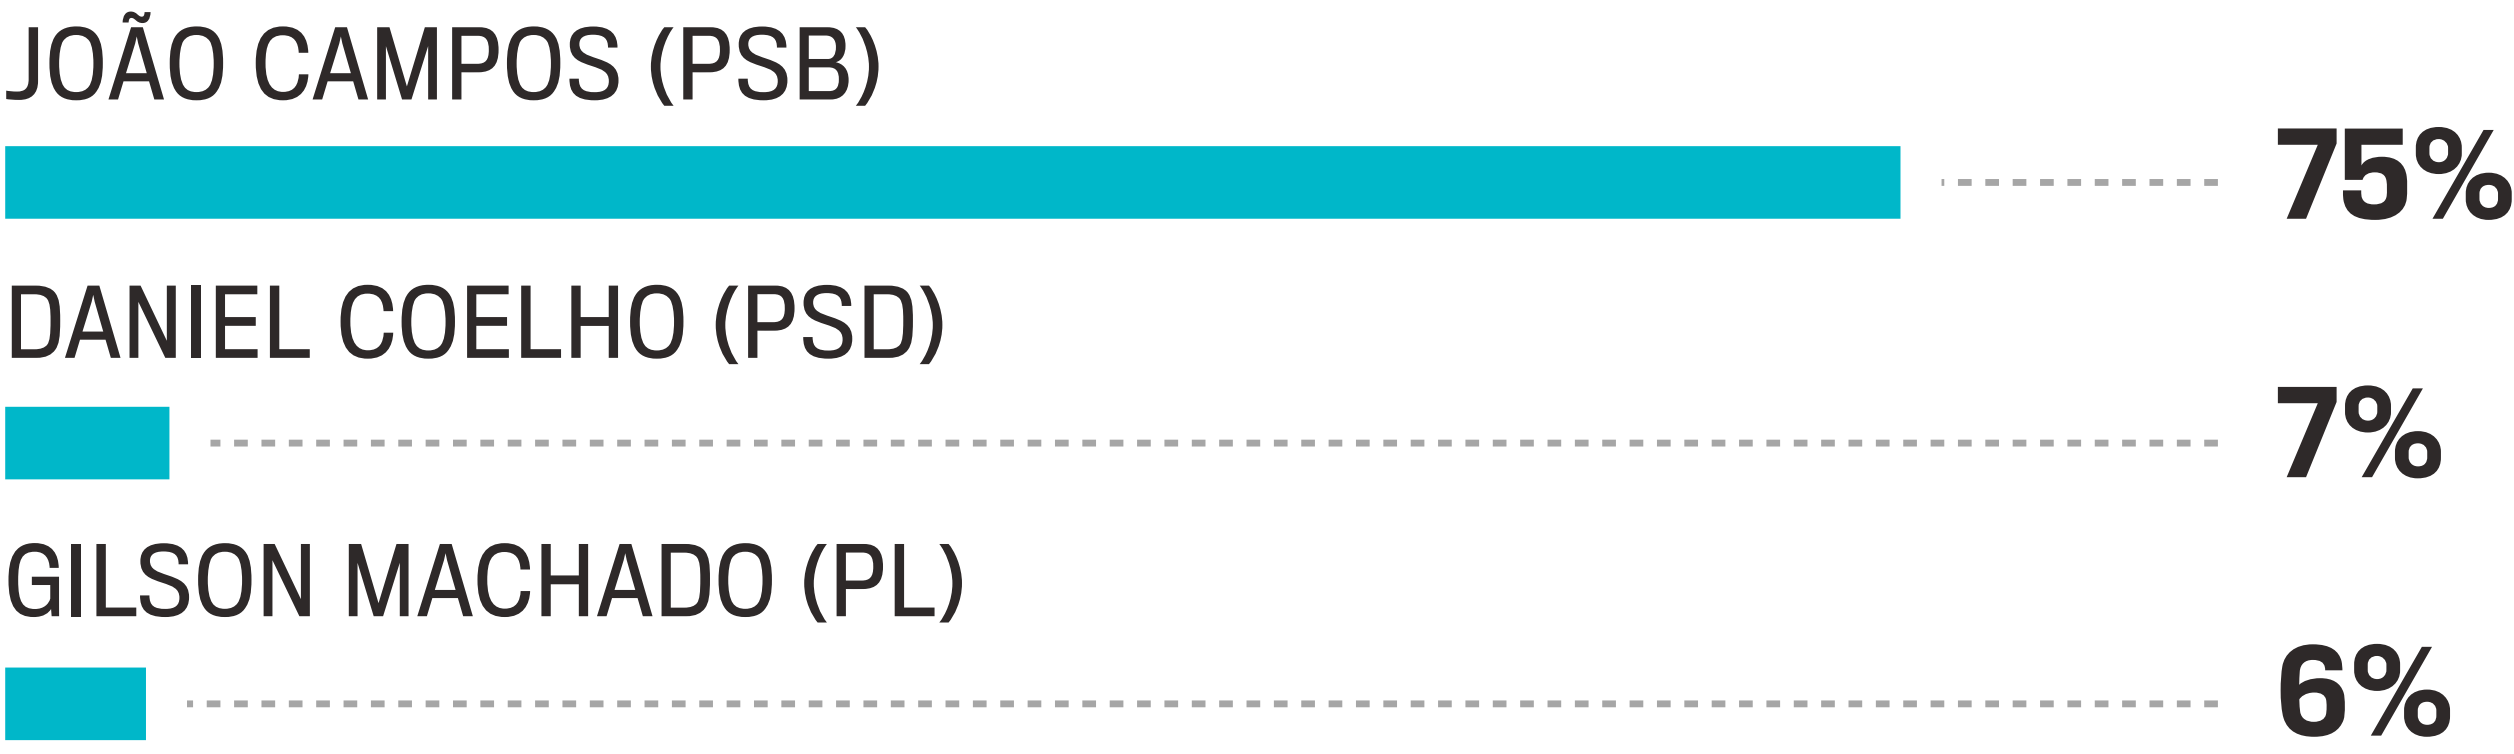 JOÃO CAMPOS (PSB)
75%
DANIEL COELHO (PSD)
7%
GILSON MACHADO (PL)
6%